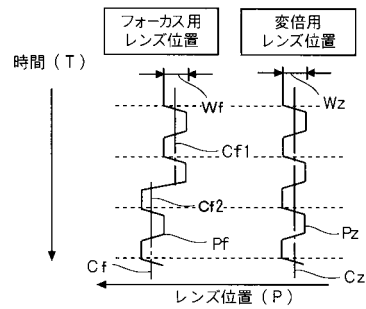 フォーカス用
レンズ位置
変倍用
レンズ位置
時間(T)
Wf
Wz
Cf1
Cf2
Pf
Pz
Cf
Cz
レンズ位置(P)